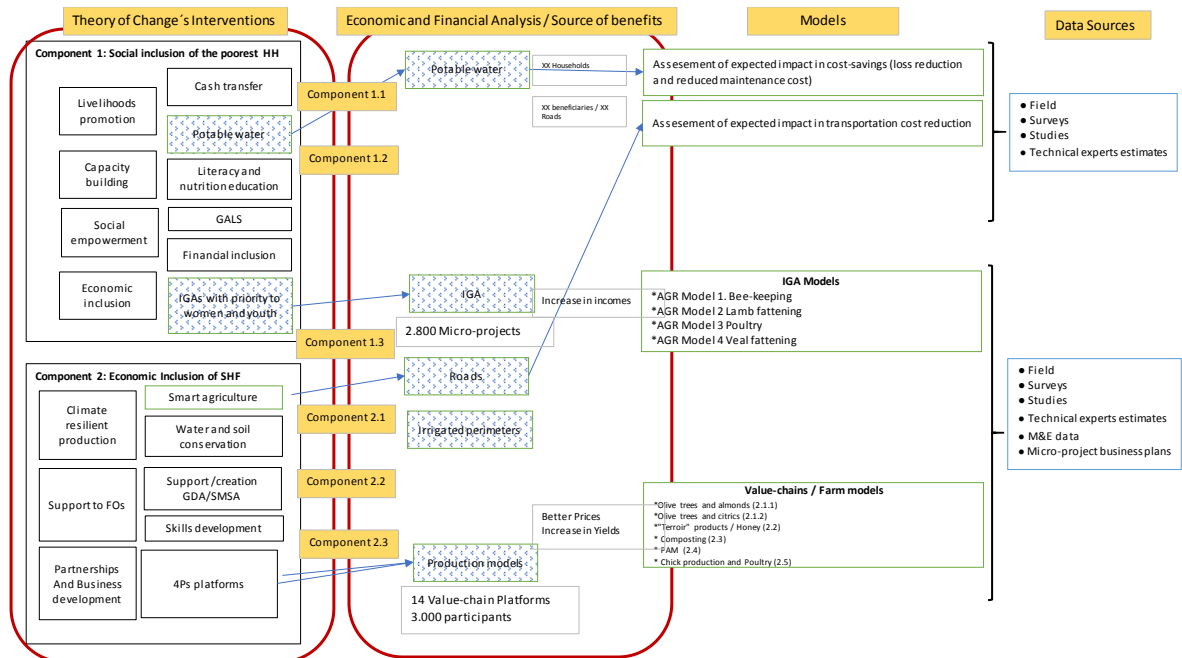 Theory of Change´s Interventions
Economic and Financial Analysis / Source of benefits
Models
Data Sources
Component 1: Social inclusion of the poorest HH
Cash transfer
Livelihoods
promotion
Potable water
Capacity
building
Literacy and
nutrition education
Social
empowerment
GALS
Financial inclusion
Economic
inclusion
IGAs with priority to
women and youth
Component 1.1
Component 1.2
Component 1.3
Component 2: Economic Inclusion of SHF
Climate
resilient
production
Smart agriculture
Water and soil
conservation
Support to FOs
Support /creation
GDA/SMSA
Skills development
Partnerships
And Business
development
4Ps platforms
Component 2.1
Component 2.2
Component 2.3
Potable water
XX Households
XX beneficiaries / XX
Roads
IGA
Increase in incomes
2.800 Micro-projects
Roads
Irrigated perimeters
Better Prices
Increase in Yields
Production models
14 Value-chain Platforms
3.000 participants
Assesement of expected impact in cost-savings (loss reduction
and reduced maintenance cost)
Assesement of expected impact in transportation cost reduction
IGA Models
*AGR Model 1. Bee-keeping
*AGR Model 2 Lamb fattening
*AGR Model 3 Poultry
*AGR Model 4 Veal fattening
Value-chains / Farm models
*Olive trees and almonds (2.1.1)
*Olive trees and citrics (2.1.2)
*"Terroir" products / Honey (2.2)
* Composting (2.3)
* PAM (2.4)
* Chick production and Poultry (2.5)
● Field
● Surveys
● Studies
● Technical experts estimates
● Field
● Surveys
● Studies
● Technical experts estimates
● M&E data
● Micro-project business plans